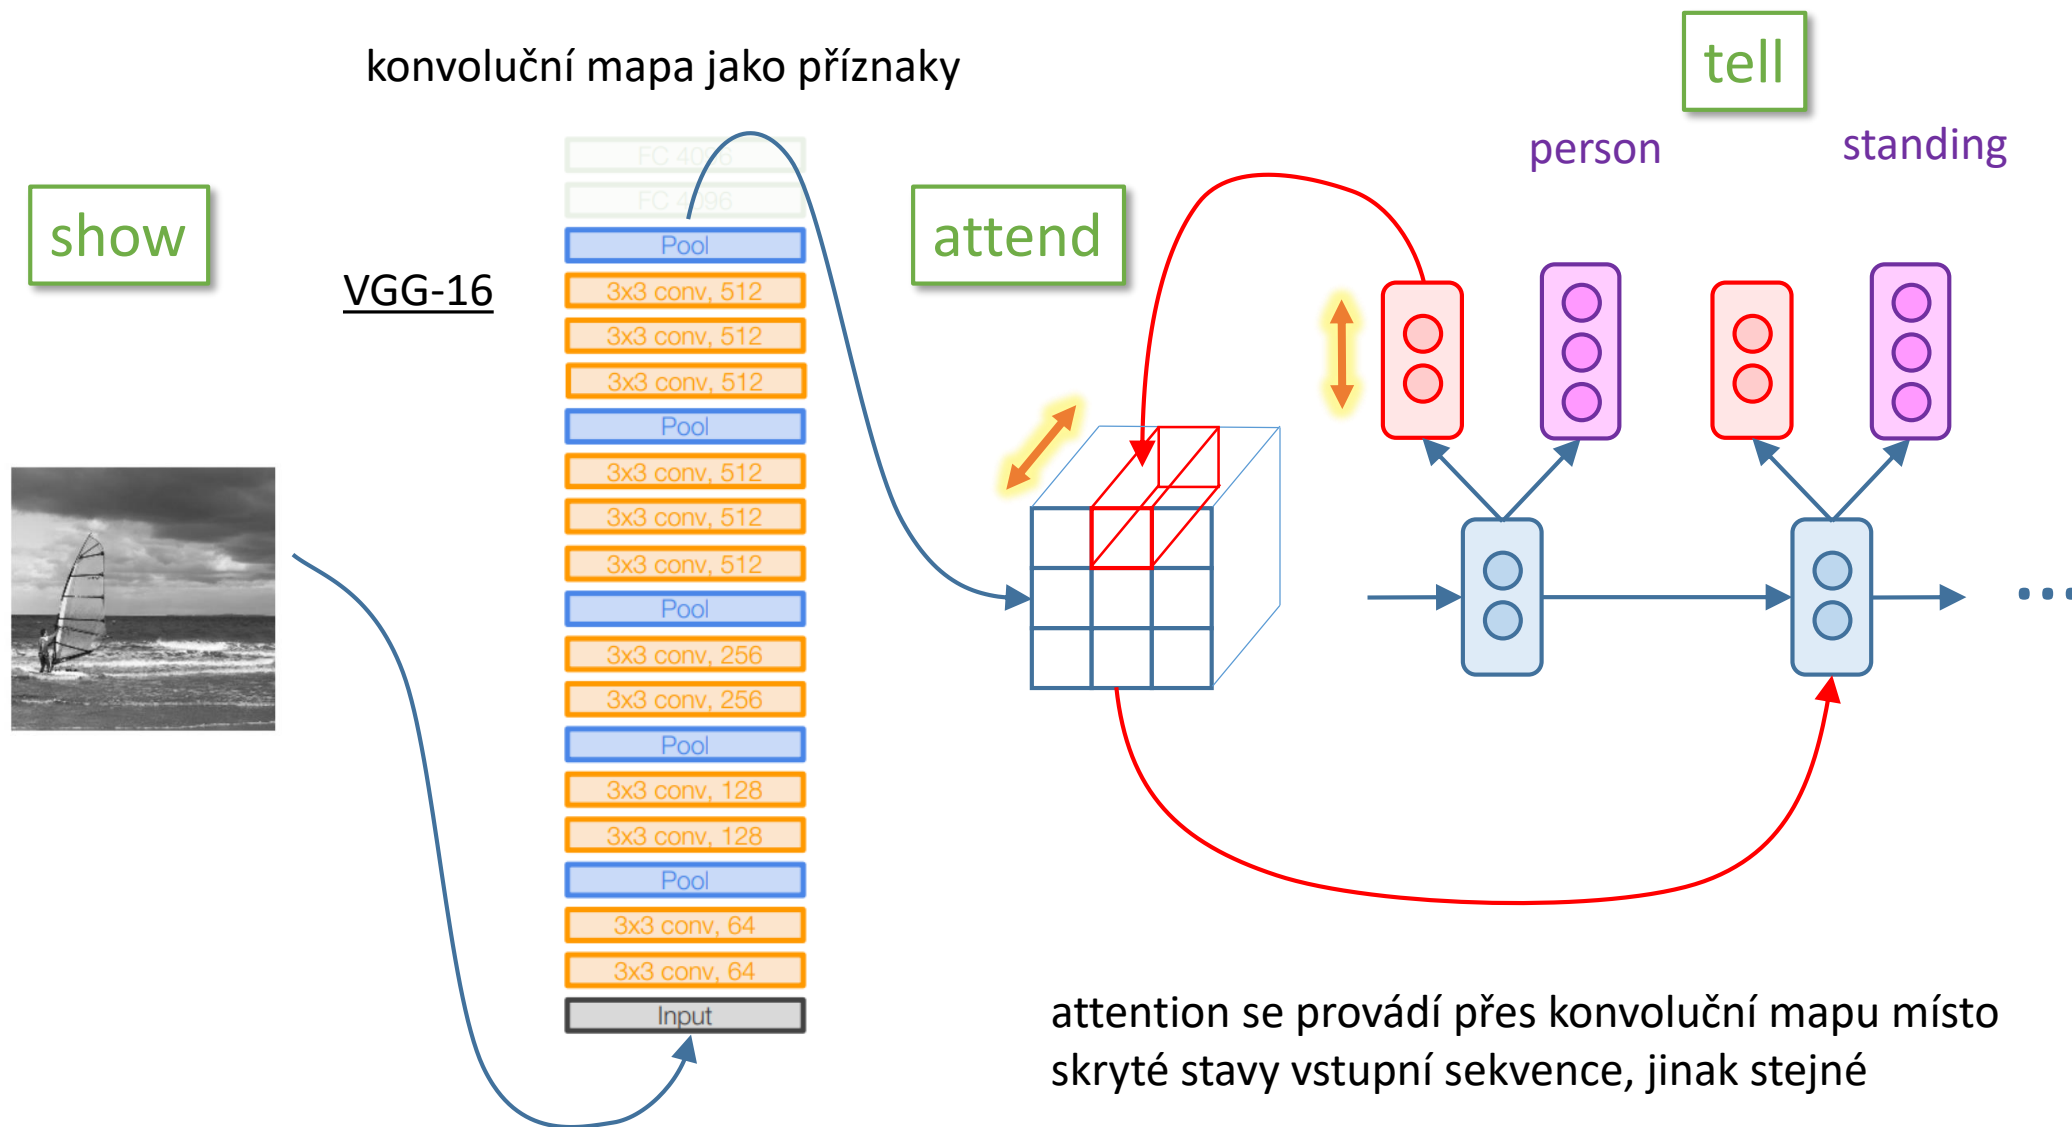 konvoluční mapa jako příznaky
tell
person
standing
show
VGG-16
attend
FC 4096
FC 4096
Pool
3x3 conv, 512
3x3 conv, 512
3x3 conv, 512
Pool
3x3 conv, 512
3x3 conv, 512
3x3 conv, 512
Pool
3x3 conv, 256
3x3 conv, 256
Pool
3x3 conv, 128
3x3 conv, 128
Pool
3x3 conv, 64
3x3 conv, 64
Input
...
attention se provádí přes konvoluční mapu místo
skryté stavy vstupní sekvence, jinak stejné